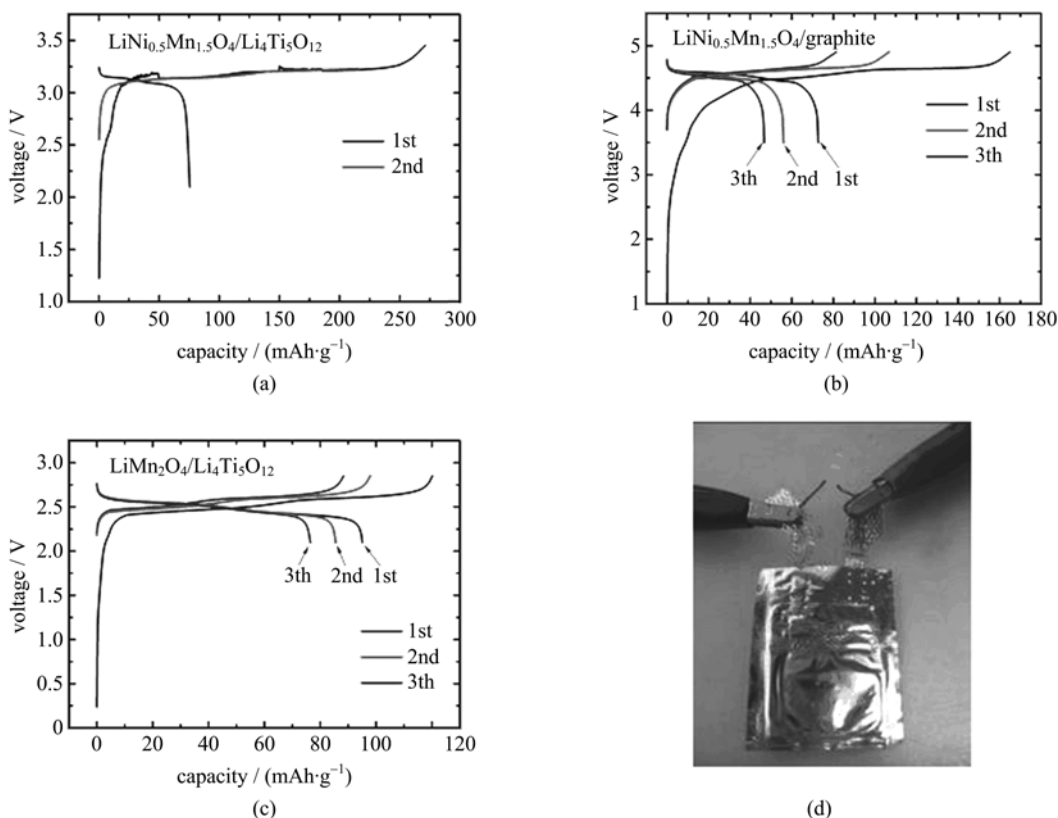 LiNi₀.₅Mn₁.₅O₄/Li₄Ti₅O₁₂
3.5
3.0
2.5
2.0
1.5
1.0
voltage / V
1st
2nd
0
50
100
150
200
250
300
capacity / (mAh·g⁻¹)
(a)
LiNi₀.₅Mn₁.₅O₄/graphite
5
4
3
2
1
voltage / V
1st
2nd
3th
3th
2nd
1st
0
20
40
60
80
100
120
140
160
180
capacity / (mAh·g⁻¹)
(b)
LiMn₂O₄/Li₄Ti₅O₁₂
3.0
2.5
2.0
1.5
1.0
0.5
0
voltage / V
3th
2nd
1st
1st
2nd
3th
0
20
40
60
80
100
120
capacity / (mAh·g⁻¹)
(c)
(d)